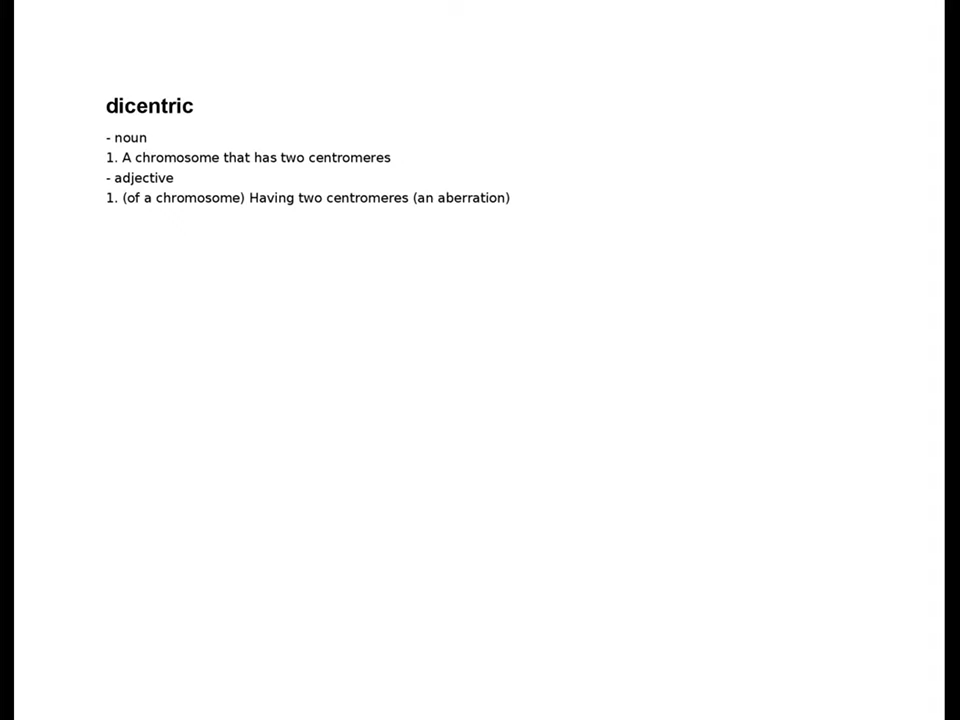 dicentric
- noun
1. A chromosome that has two centromeres
- adjective
1. (of a chromosome) Having two centromeres (an aberration)